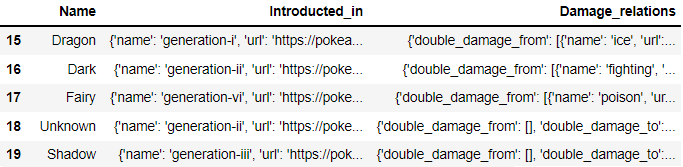 Name Introducted_in Damage_relations
15 Dragon {'name': 'generation-i', 'url': 'https://pokea... {'double_damage_from': [{'name': 'ice', 'url':...
16 Dark {'name': 'generation-ii', 'url': 'https://poke... {'double_damage_from': [{'name': 'fighting', '...
17 Fairy {'name': 'generation-vi', 'url': 'https://poke... {'double_damage_from': [{'name': 'poison', 'ur...
18 Unknown {'name': 'generation-ii', 'url': 'https://poke... {'double_damage_from': [], 'double_damage_to':...
19 Shadow {'name': 'generation-iii', 'url': 'https://pok... {'double_damage_from': [], 'double_damage_to':...